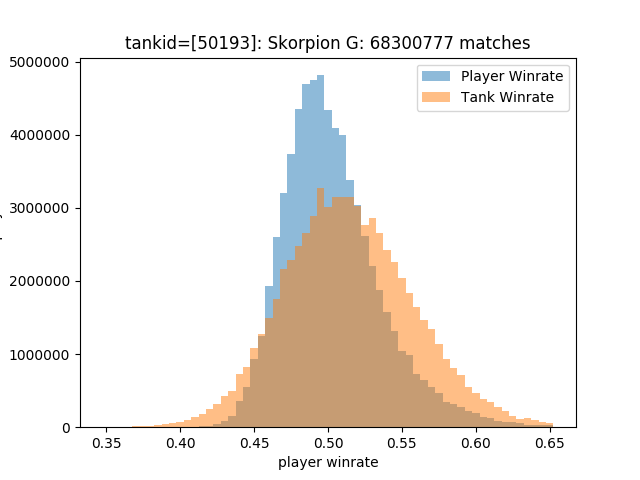 tankid=[50193]: Skorpion G: 68300777 matches
Player Winrate
Tank Winrate
5000000
4000000
3000000
2000000
1000000
0
0.35 0.40 0.45 0.50 0.55 0.60 0.65
player winrate